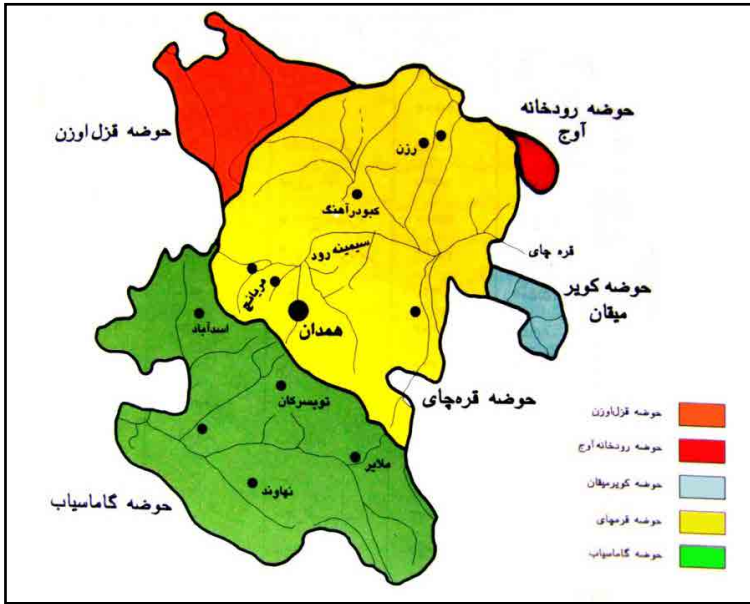 حوضه رودخانه
آوج
حوضه قزل اوزن
رزن
کبودرآهنگ
سیمینه رود
قره چای
مریانج
حوضه کویر
میقان
اسدآباد
همدان
تویسرکان
حوضه قره‌چای
ملایر
نهاوند
حوضه گاماسیاب
حوضه قزل‌اوزن
حوضه رودخانه آوج
حوضه کویرمیقان
حوضه قره‌چای
حوضه گاماسیاب